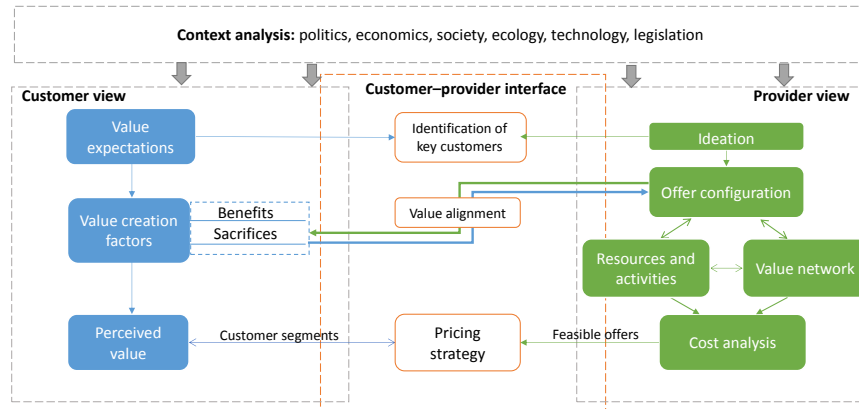 Context analysis: politics, economics, society, ecology, technology, legislation
Customer view
Customer–provider interface
Provider view
Value
expectations
Identification of
key customers
Ideation
Value creation
factors
Benefits
Sacrifices
Value alignment
Offer configuration
Resources and
activities
Value network
Perceived
value
Customer segments
Pricing
strategy
Feasible offers
Cost analysis